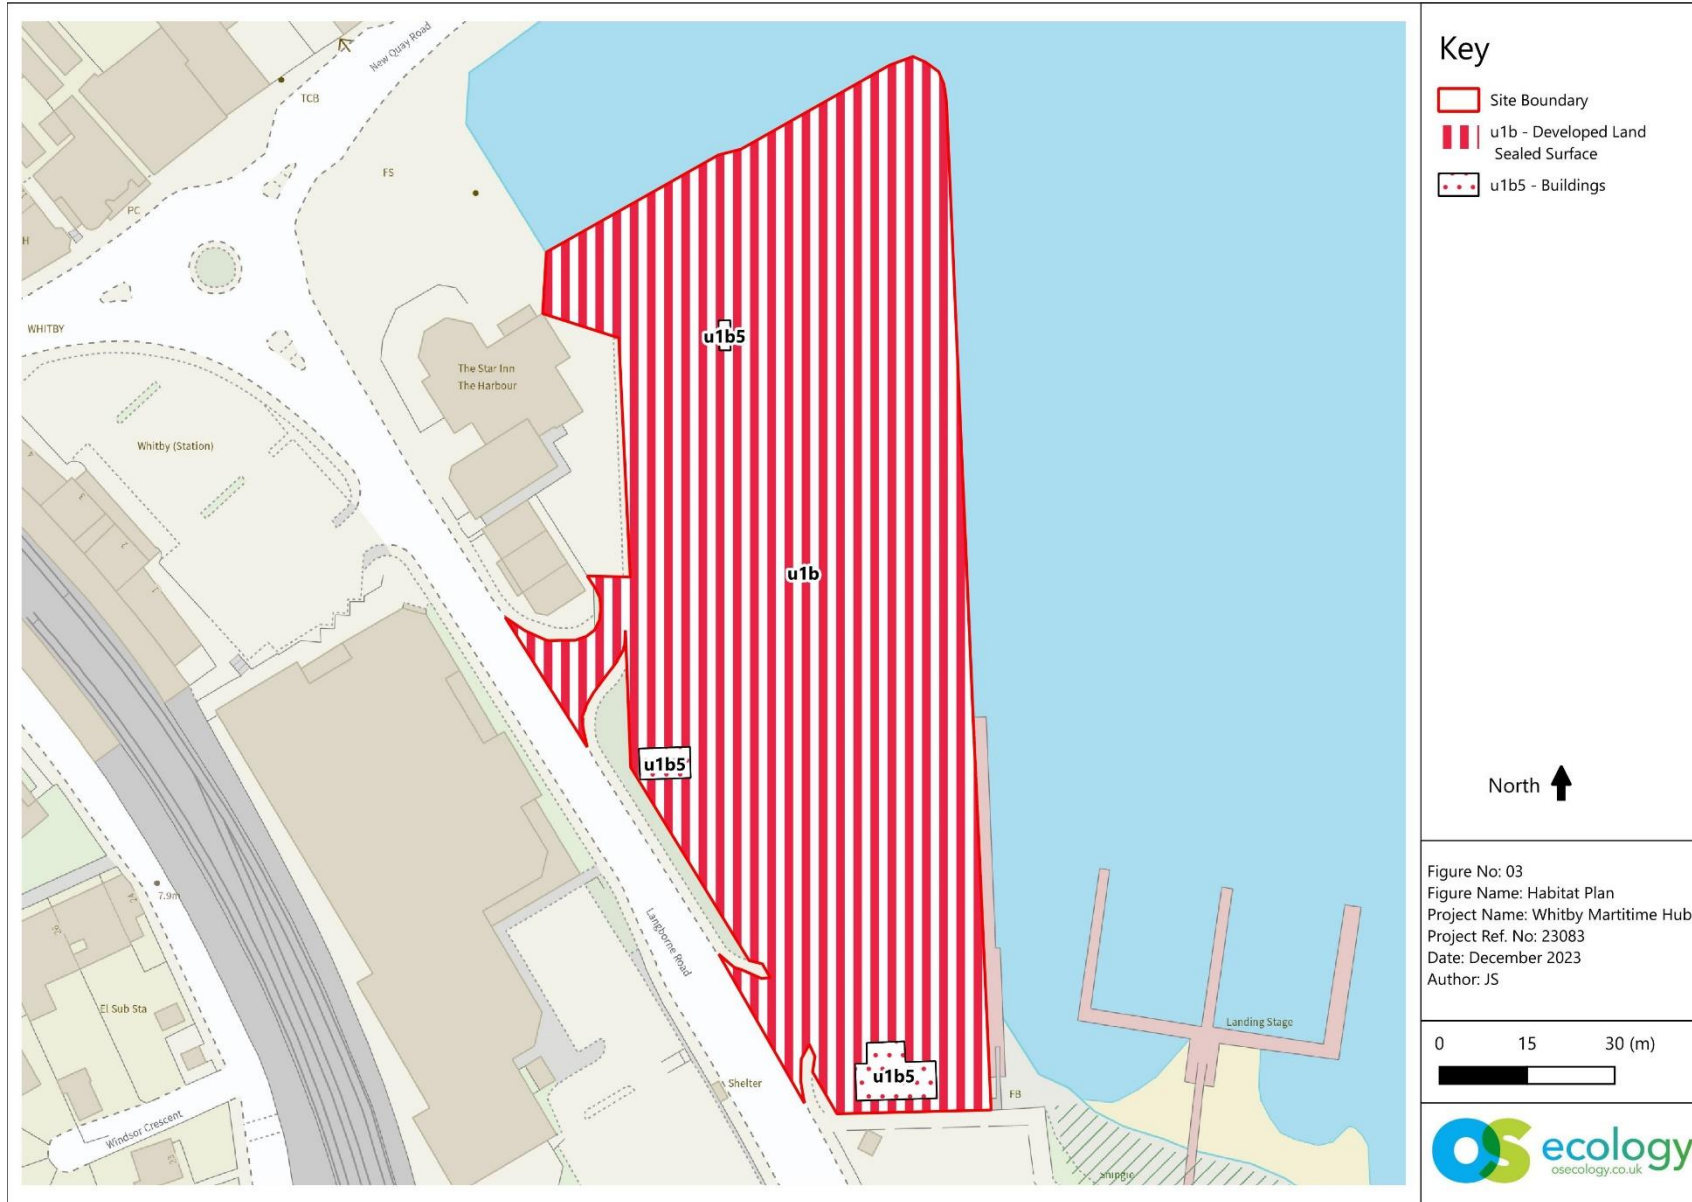 New Quay Road
TCB
FS
PC
H
WHITBY
The Star Inn
The Harbour
Whitby (Station)
u1b5
u1b
u1b5
7.9m
Langborne Road
El Sub Sta
Windsor Crescent
33
Shelter
u1b5
FB
Landing Stage
Shingle
Key
Site Boundary
u1b - Developed Land
Sealed Surface
u1b5 - Buildings
North
Figure No: 03
Figure Name: Habitat Plan
Project Name: Whitby Martitime Hub
Project Ref. No: 23083
Date: December 2023
Author: JS
0 15 30 (m)
OS ecology
osecology.co.uk